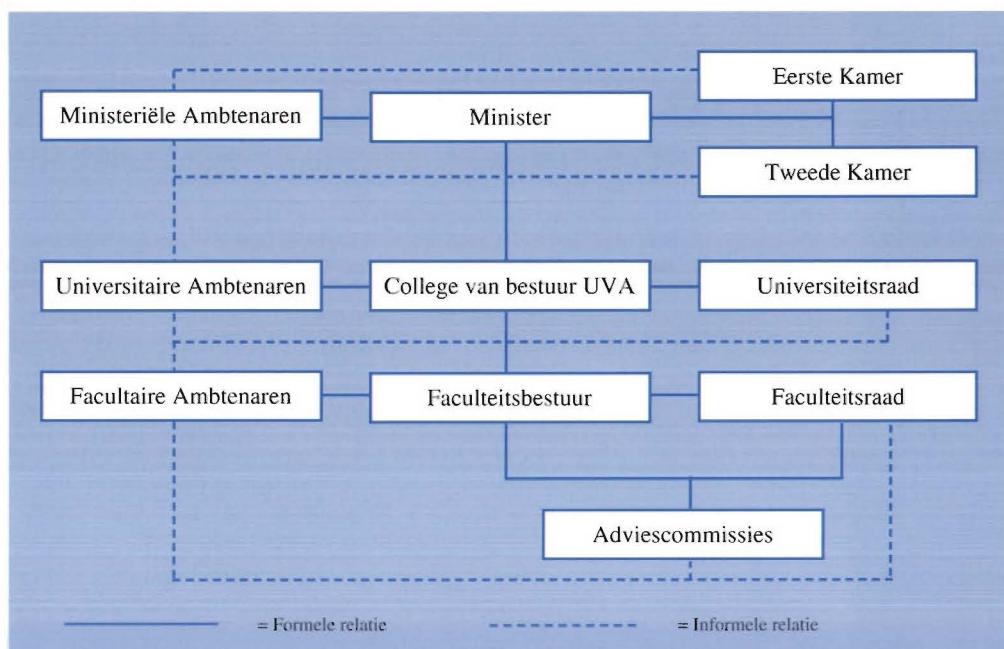 Eerste Kamer
Ministeriële Ambtenaren
Minister
Tweede Kamer
Universitaire Ambtenaren
College van bestuur UVA
Universiteitsraad
Facultaire Ambtenaren
Faculteitsbestuur
Faculteitsraad
Adviescommissies
= Formele relatie
= Informele relatie